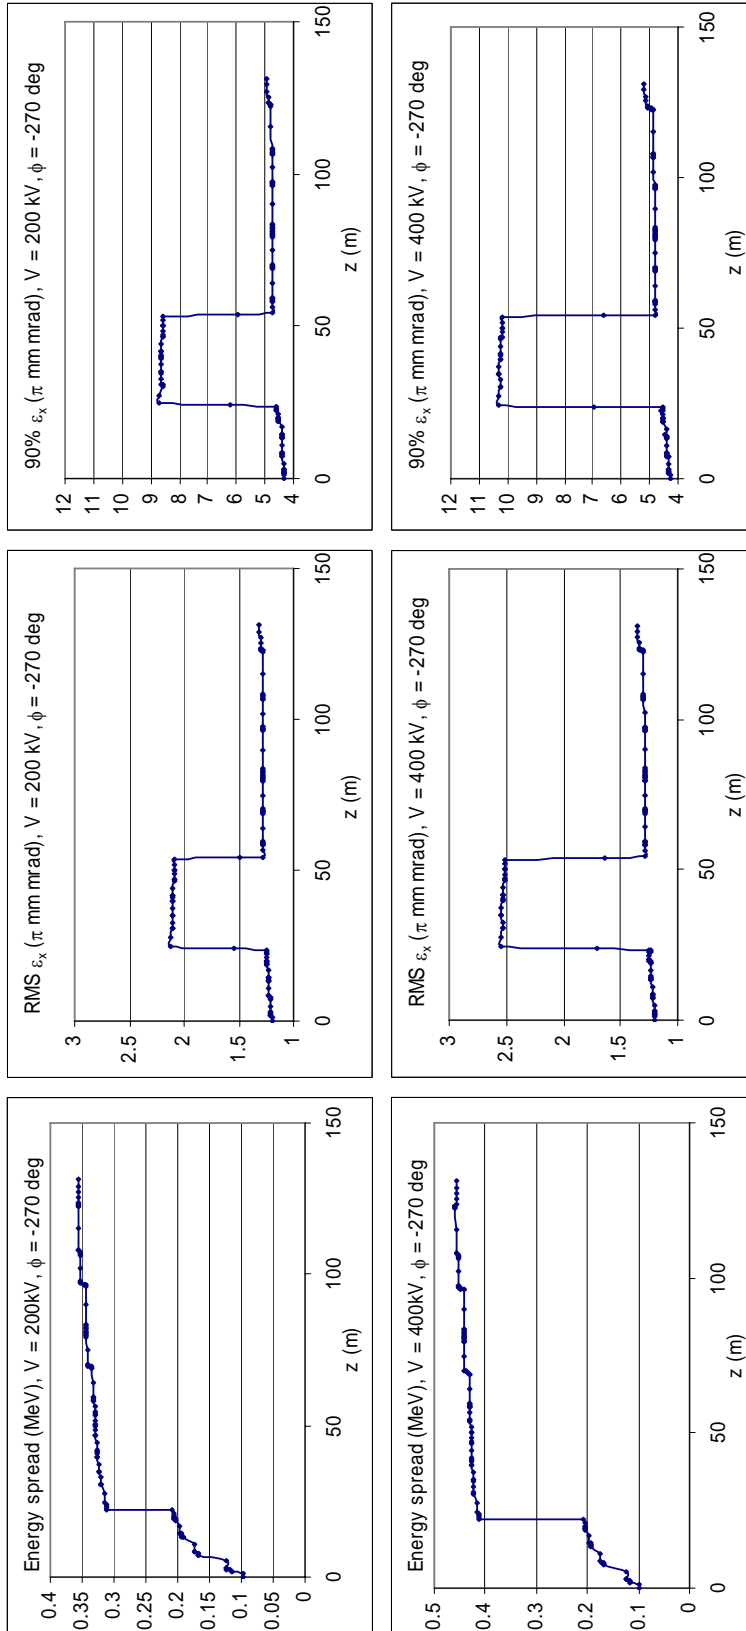 Energy spread (MeV), V = 200kV, ϕ = -270 deg
0.4
0.35
0.3
0.25
0.2
0.15
0.1
0.05
0
0 50 100 150
z (m)
RMS εx (π mm mrad), V = 200 kV, ϕ = -270 deg
3
2.5
2
1.5
1
0 50 100 150
z (m)
90% εx (π mm mrad), V = 200 kV, ϕ = -270 deg
12
11
10
9
8
7
6
5
4
0 50 100 150
z (m)
Energy spread (MeV), V = 400kV, ϕ = -270 deg
0.5
0.4
0.3
0.2
0.1
0
0 50 100 150
z (m)
RMS εx (π mm mrad), V = 400 kV, ϕ = -270 deg
3
2.5
2
1.5
1
0 50 100 150
z (m)
90% εx (π mm mrad), V = 400 kV, ϕ = -270 deg
12
11
10
9
8
7
6
5
4
0 50 100 150
z (m)